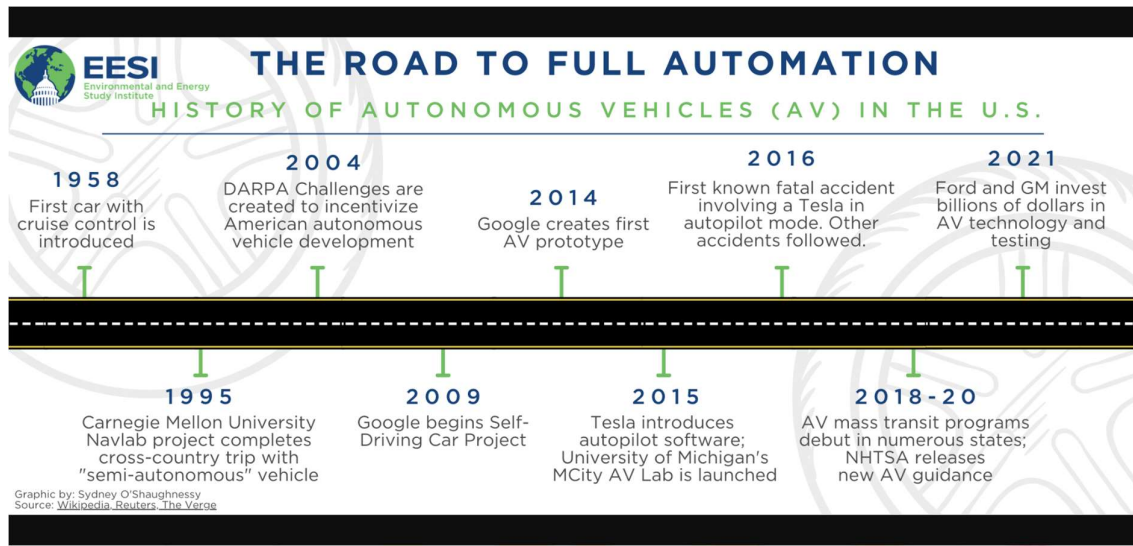 EESI
Environmental and Energy
Study Institute
THE ROAD TO FULL AUTOMATION
HISTORY OF AUTONOMOUS VEHICLES (AV) IN THE U.S.
1958
First car with
cruise control is
introduced
2004
DARPA Challenges are
created to incentivize
American autonomous
vehicle development
2014
Google creates first
AV prototype
2016
First known fatal accident
involving a Tesla in
autopilot mode. Other
accidents followed.
2021
Ford and GM invest
billions of dollars in
AV technology and
testing
1995
Carnegie Mellon University
Navlab project completes
cross-country trip with
"semi-autonomous" vehicle
2009
Google begins Self-
Driving Car Project
2015
Tesla introduces
autopilot software;
University of Michigan's
MCity AV Lab is launched
2018-20
AV mass transit programs
debut in numerous states;
NHTSA releases
new AV guidance
Graphic by: Sydney O'Shaughnessy
Source: Wikipedia, Reuters, The Verge